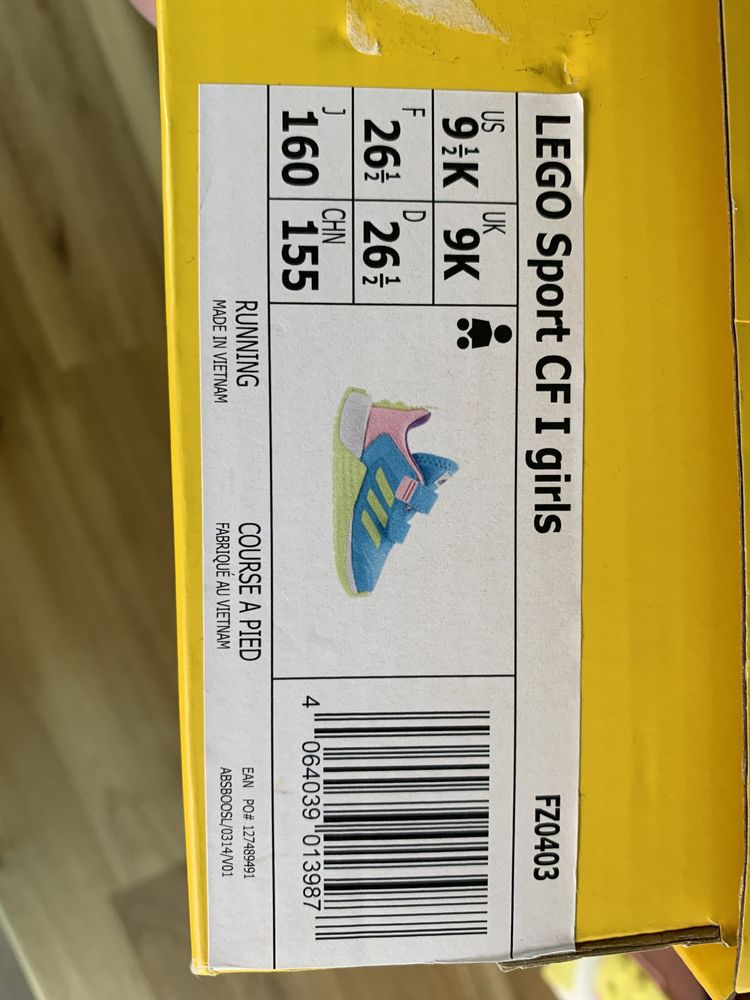 LEGO Sport CF I girls FZ0403
US 9½K UK 9K
F 26½ D 26½
J 160 CHN 155
4 064039 013987
RUNNING COURSE A PIED EAN PO# 127489491
MADE IN VIETNAM FABRIQUÉ AU VIETNAM ABSBOOSL/0314/V01